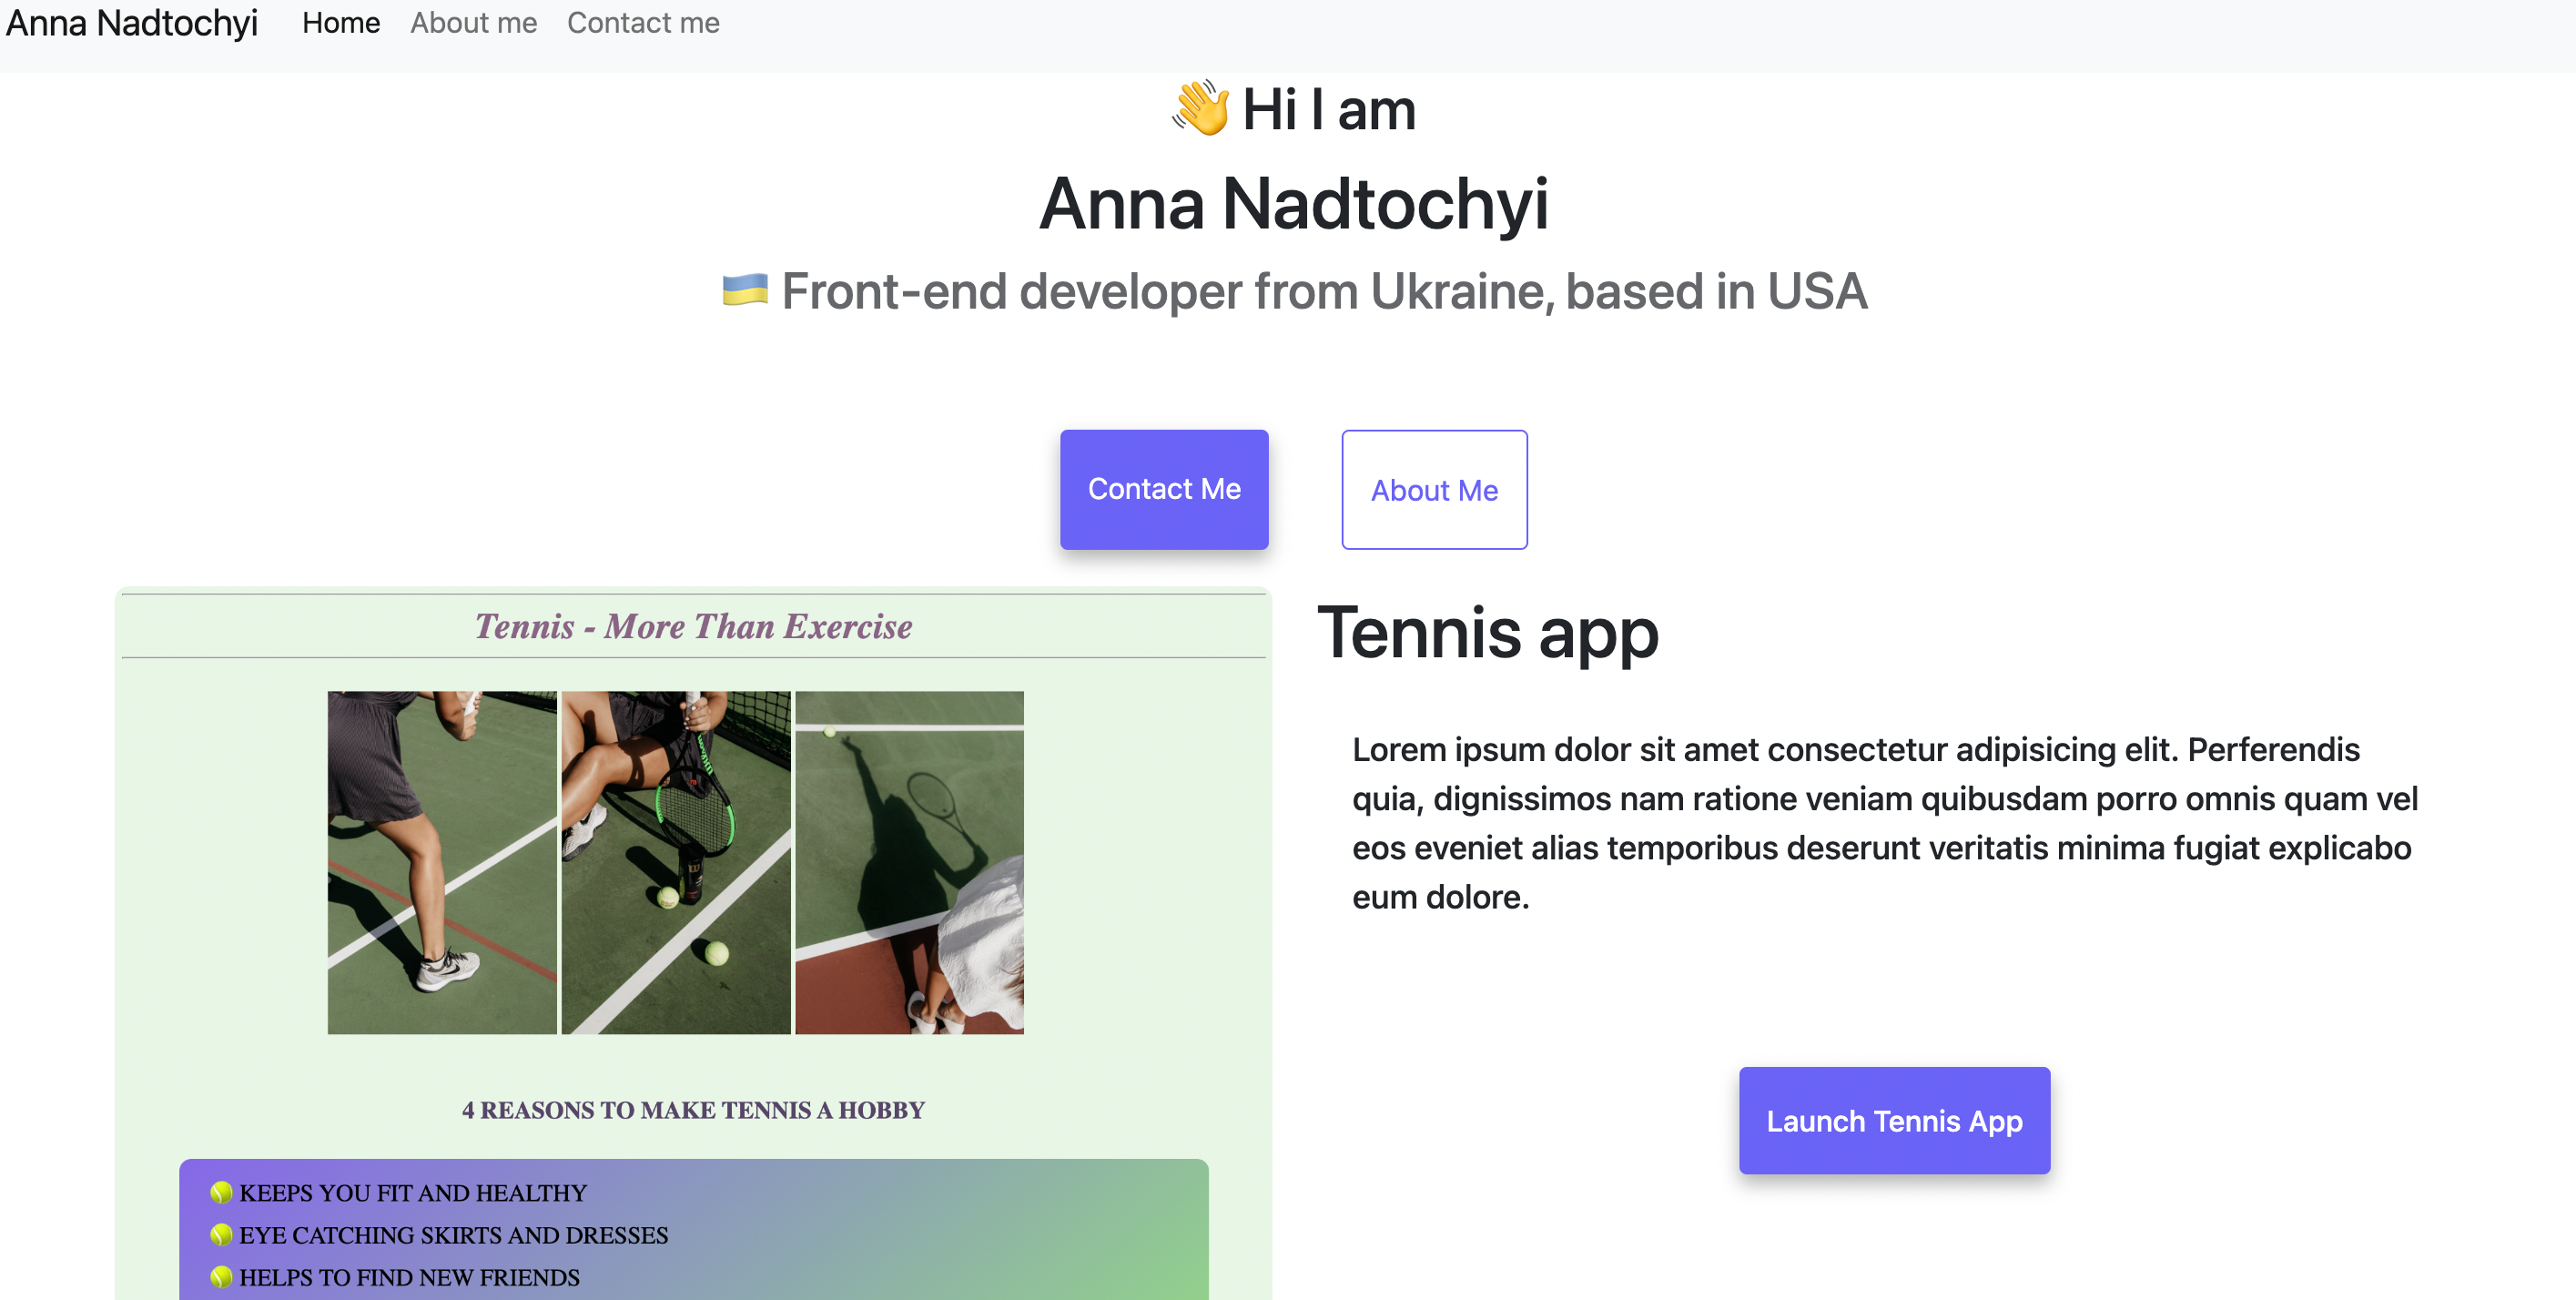 Anna Nadtochyi Home About me Contact me
👋 Hi I am
Anna Nadtochyi
🇺🇦 Front-end developer from Ukraine, based in USA
Contact Me
About Me
Tennis - More Than Exercise
4 REASONS TO MAKE TENNIS A HOBBY
KEEPS YOU FIT AND HEALTHY
EYE CATCHING SKIRTS AND DRESSES
HELPS TO FIND NEW FRIENDS
Tennis app
Lorem ipsum dolor sit amet consectetur adipisicing elit. Perferendis
quia, dignissimos nam ratione veniam quibusdam porro omnis quam vel
eos eveniet alias temporibus deserunt veritatis minima fugiat explicabo
eum dolore.
Launch Tennis App